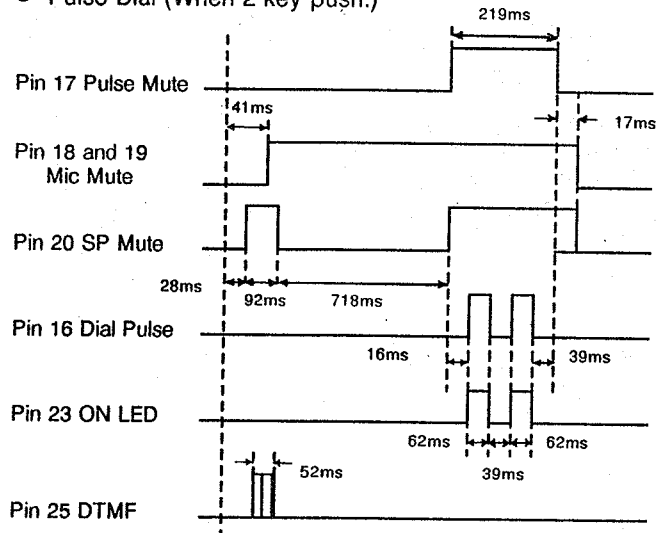 Pulse Dial (When 2 key push.)
219ms
Pin 17 Pulse Mute
41ms
17ms
Pin 18 and 19
Mic Mute
Pin 20 SP Mute
28ms
92ms
718ms
Pin 16 Dial Pulse
16ms
39ms
Pin 23 ON LED
62ms
62ms
39ms
52ms
Pin 25 DTMF